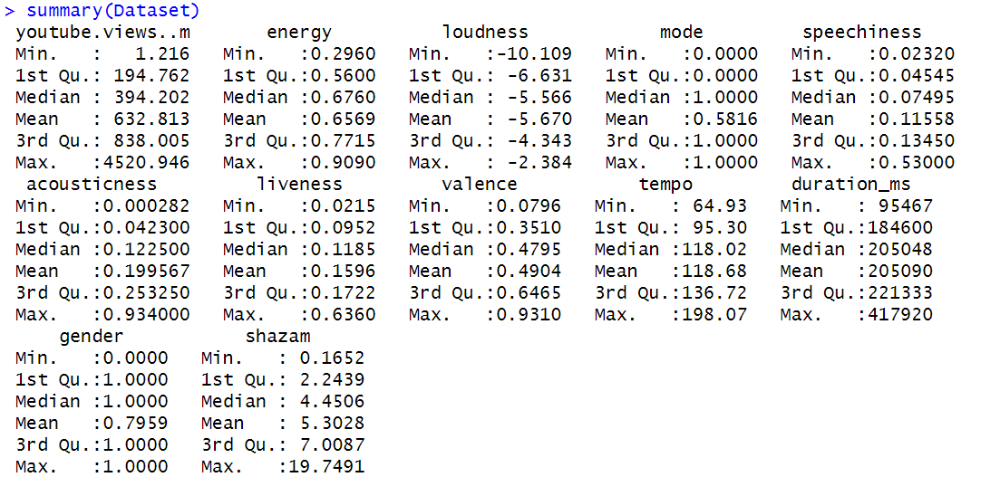 > summary(Dataset)
youtube.views..m energy loudness mode speechiness
Min. : 1.216 Min. :0.2960 Min. :-10.109 Min. :0.0000 Min. :0.02320
1st Qu.: 194.762 1st Qu.:0.5600 1st Qu.: -6.631 1st Qu.:0.0000 1st Qu.:0.04545
Median : 394.202 Median :0.6760 Median : -5.566 Median :1.0000 Median :0.07495
Mean : 632.813 Mean :0.6569 Mean : -5.670 Mean :0.5816 Mean :0.11558
3rd Qu.: 838.005 3rd Qu.:0.7715 3rd Qu.: -4.343 3rd Qu.:1.0000 3rd Qu.:0.13450
Max. :4520.946 Max. :0.9090 Max. : -2.384 Max. :1.0000 Max. :0.53000
acousticness liveness valence tempo duration_ms
Min. :0.000282 Min. :0.0215 Min. :0.0796 Min. : 64.93 Min. : 95467
1st Qu.:0.042300 1st Qu.:0.0952 1st Qu.:0.3510 1st Qu.: 95.30 1st Qu.:184600
Median :0.122500 Median :0.1185 Median :0.4795 Median :118.02 Median :205048
Mean :0.199567 Mean :0.1596 Mean :0.4904 Mean :118.68 Mean :205090
3rd Qu.:0.253250 3rd Qu.:0.1722 3rd Qu.:0.6465 3rd Qu.:136.72 3rd Qu.:221333
Max. :0.934000 Max. :0.6360 Max. :0.9310 Max. :198.07 Max. :417920
gender shazam
Min. :0.0000 Min. : 0.1652
1st Qu.:1.0000 1st Qu.: 2.2439
Median :1.0000 Median : 4.4506
Mean :0.7959 Mean : 5.3028
3rd Qu.:1.0000 3rd Qu.: 7.0087
Max. :1.0000 Max. :19.7491